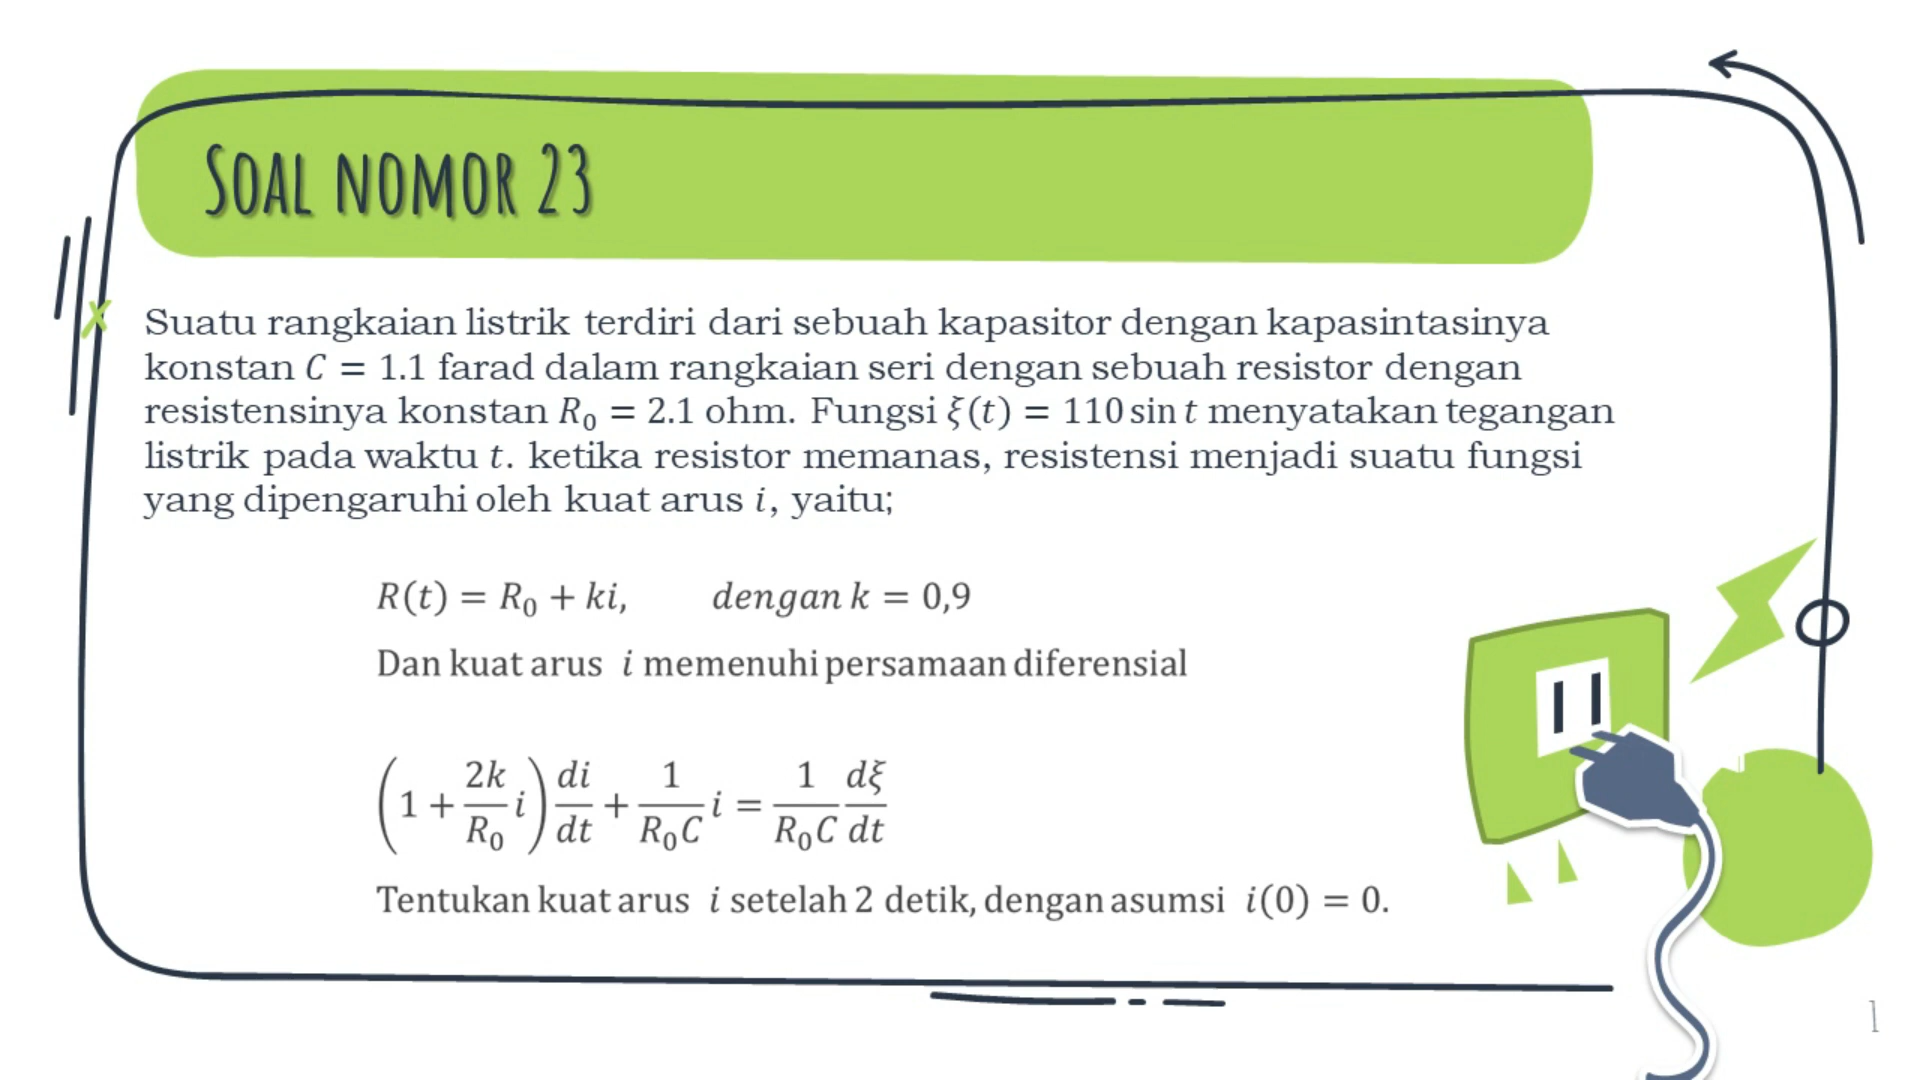 SOAL NOMOR 23
x Suatu rangkaian listrik terdiri dari sebuah kapasitor dengan kapasintasinya
konstan C = 1.1 farad dalam rangkaian seri dengan sebuah resistor dengan
resistensinya konstan R₀ = 2.1 ohm. Fungsi ξ(t) = 110 sin t menyatakan tegangan
listrik pada waktu t. ketika resistor memanas, resistensi menjadi suatu fungsi
yang dipengaruhi oleh kuat arus i, yaitu;
R(t) = R₀ + ki, dengan k = 0,9
Dan kuat arus i memenuhi persamaan diferensial
(1 + 2k/R₀ i) di/dt + 1/R₀C i = 1/R₀C dξ/dt
Tentukan kuat arus i setelah 2 detik, dengan asumsi i(0) = 0.
1